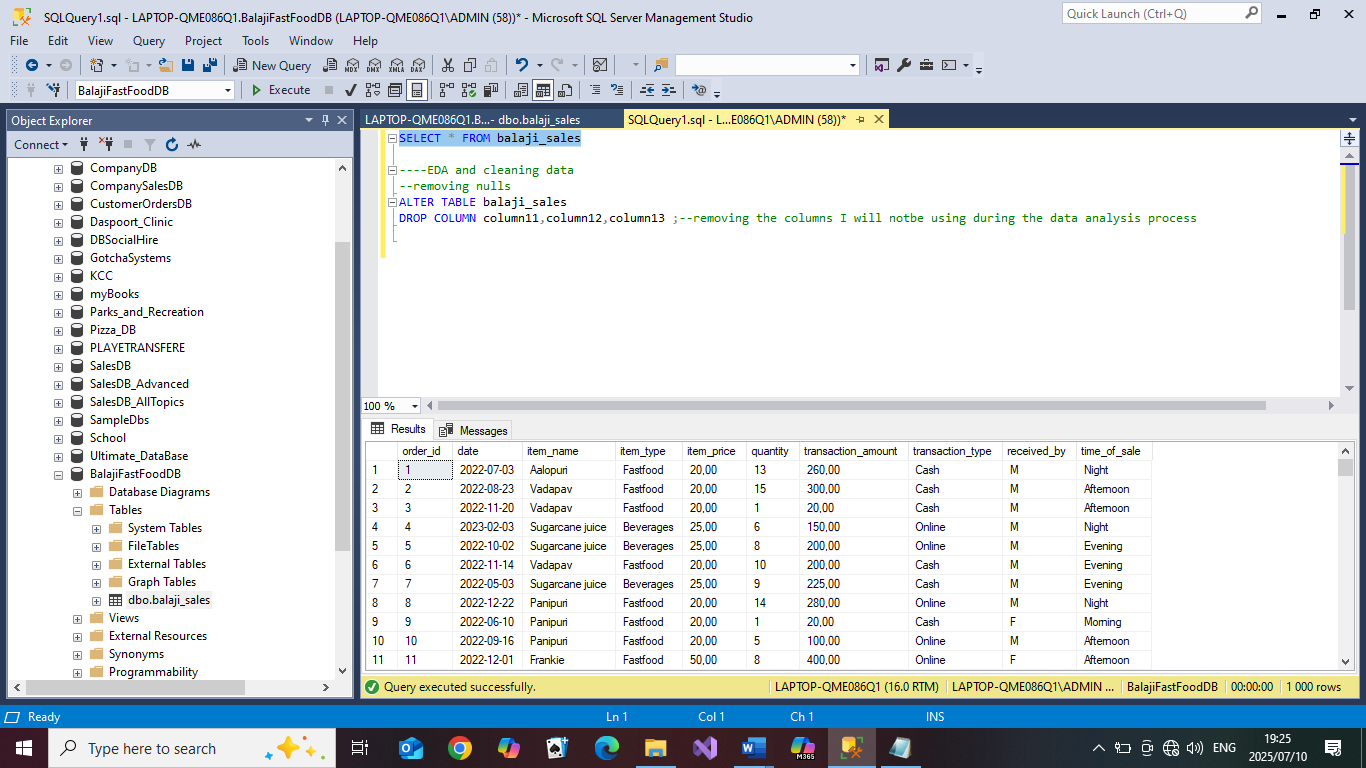 SQLQuery1.sql - LAPTOP-QME086Q1.BalajiFastFoodDB (LAPTOP-QME086Q1\ADMIN (58))* - Microsoft SQL Server Management Studio
Quick Launch (Ctrl+Q)
File Edit View Query Project Tools Window Help
New Query MDX DMX XMLA DAX
BalajiFastFoodDB Execute
Object Explorer
LAPTOP-QME086Q1.B...- dbo.balaji_sales
SQLQuery1.sql - L...E086Q1\ADMIN (58))*
Connect
CompanyDB
CompanySalesDB
CustomerOrdersDB
Daspoort_Clinic
DBSocialHire
GotchaSystems
KCC
myBooks
Parks_and_Recreation
Pizza_DB
PLAYETRANSFERE
SalesDB
SalesDB_Advanced
SalesDB_AllTopics
SampleDbs
School
Ultimate_DataBase
BalajiFastFoodDB
Database Diagrams
Tables
System Tables
FileTables
External Tables
Graph Tables
dbo.balaji_sales
Views
External Resources
Synonyms
Programmability
SELECT * FROM balaji_sales
----EDA and cleaning data
--removing nulls
ALTER TABLE balaji_sales
DROP COLUMN column11,column12,column13 ;--removing the columns I will notbe using during the data analysis process
100 %
Results Messages
order_id date item_name item_type item_price quantity transaction_amount transaction_type received_by time_of_sale
1 1 2022-07-03 Aalopuri Fastfood 20,00 13 260,00 Cash M Night
2 2 2022-08-23 Vadapav Fastfood 20,00 15 300,00 Cash M Afternoon
3 3 2022-11-20 Vadapav Fastfood 20,00 1 20,00 Cash M Afternoon
4 4 2023-02-03 Sugarcane juice Beverages 25,00 6 150,00 Online M Night
5 5 2022-10-02 Sugarcane juice Beverages 25,00 8 200,00 Online M Evening
6 6 2022-11-14 Vadapav Fastfood 20,00 10 200,00 Cash M Evening
7 7 2022-05-03 Sugarcane juice Beverages 25,00 9 225,00 Cash M Evening
8 8 2022-12-22 Panipuri Fastfood 20,00 14 280,00 Online M Night
9 9 2022-06-10 Panipuri Fastfood 20,00 1 20,00 Cash F Morning
10 10 2022-09-16 Panipuri Fastfood 20,00 5 100,00 Online M Afternoon
11 11 2022-12-01 Frankie Fastfood 50,00 8 400,00 Online F Afternoon
Query executed successfully. LAPTOP-QME086Q1 (16.0 RTM) LAPTOP-QME086Q1\ADMIN ... BalajiFastFoodDB 00:00:00 1 000 rows
Ready Ln 1 Col 1 Ch 1 INS
Type here to search
M365
ENG
19:25
2025/07/10